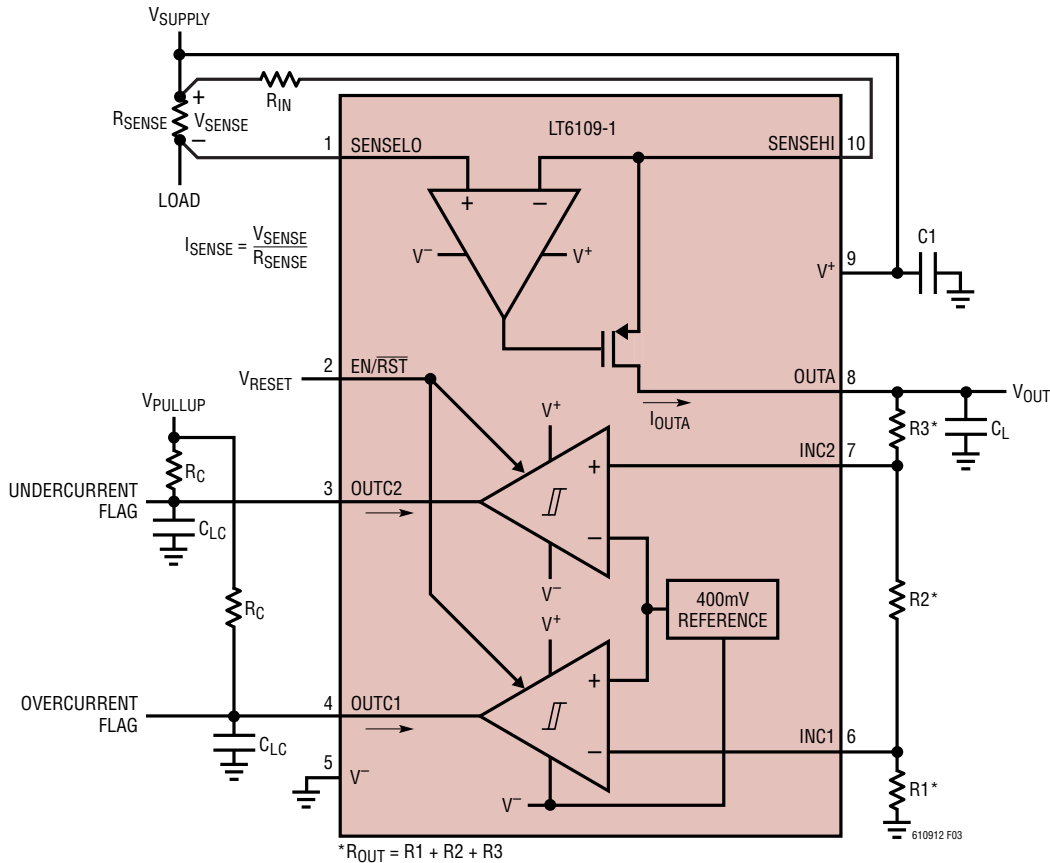 VSUPPLY
RIN
+
RSENSE
VSENSE
−
LOAD
ISENSE = VSENSE
RSENSE
LT6109-1
1
SENSELO
SENSEHI
10
+
−
V−
V+
V+
9
C1
2
EN/RST
VRESET
OUTA
8
VOUT
IOUTA
R3*
CL
VPULLUP
RC
V+
INC2
7
+
UNDERCURRENT
FLAG
3
OUTC2
CLC
−
V−
400mV
REFERENCE
R2*
RC
V+
+
OVERCURRENT
FLAG
4
OUTC1
−
INC1
6
CLC
5
V−
V−
R1*
610912 F03
*ROUT = R1 + R2 + R3